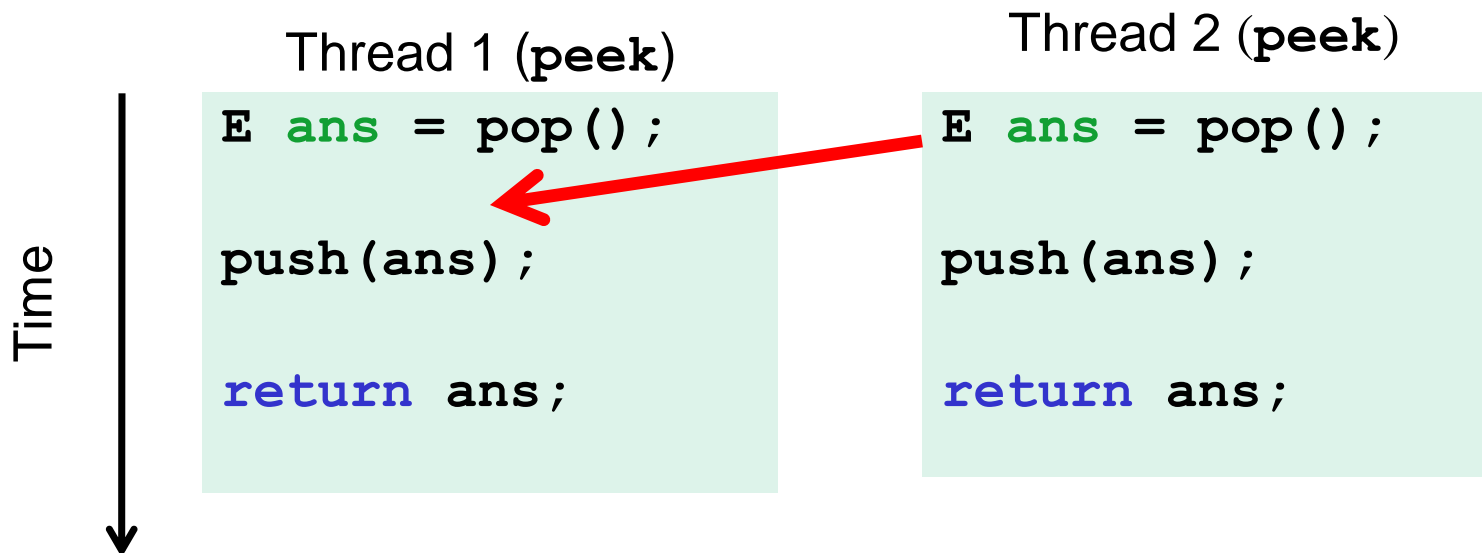 Time
Thread 1 (peek)
E ans = pop();
push(ans);
return ans;
Thread 2 (peek)
E ans = pop();
push(ans);
return ans;